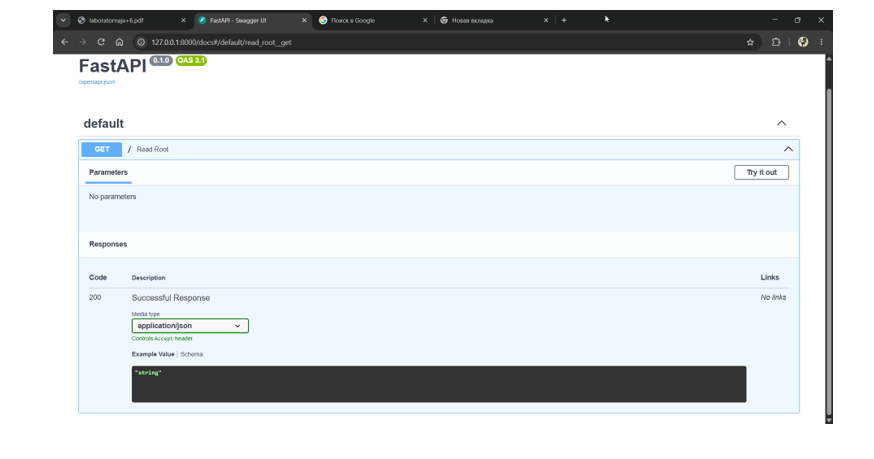 laboratornaja+6.pdf
FastAPI - Swagger UI
Поиск в Google
Новая вкладка
127.0.0.1:8000/docs#/default/read_root__get
FastAPI 0.1.0 OAS 3.1
/openapi.json
default
GET / Read Root
Parameters
Try it out
No parameters
Responses
Code Description Links
200 Successful Response No links
Media type
application/json
Controls Accept header.
Example Value | Schema
"string"